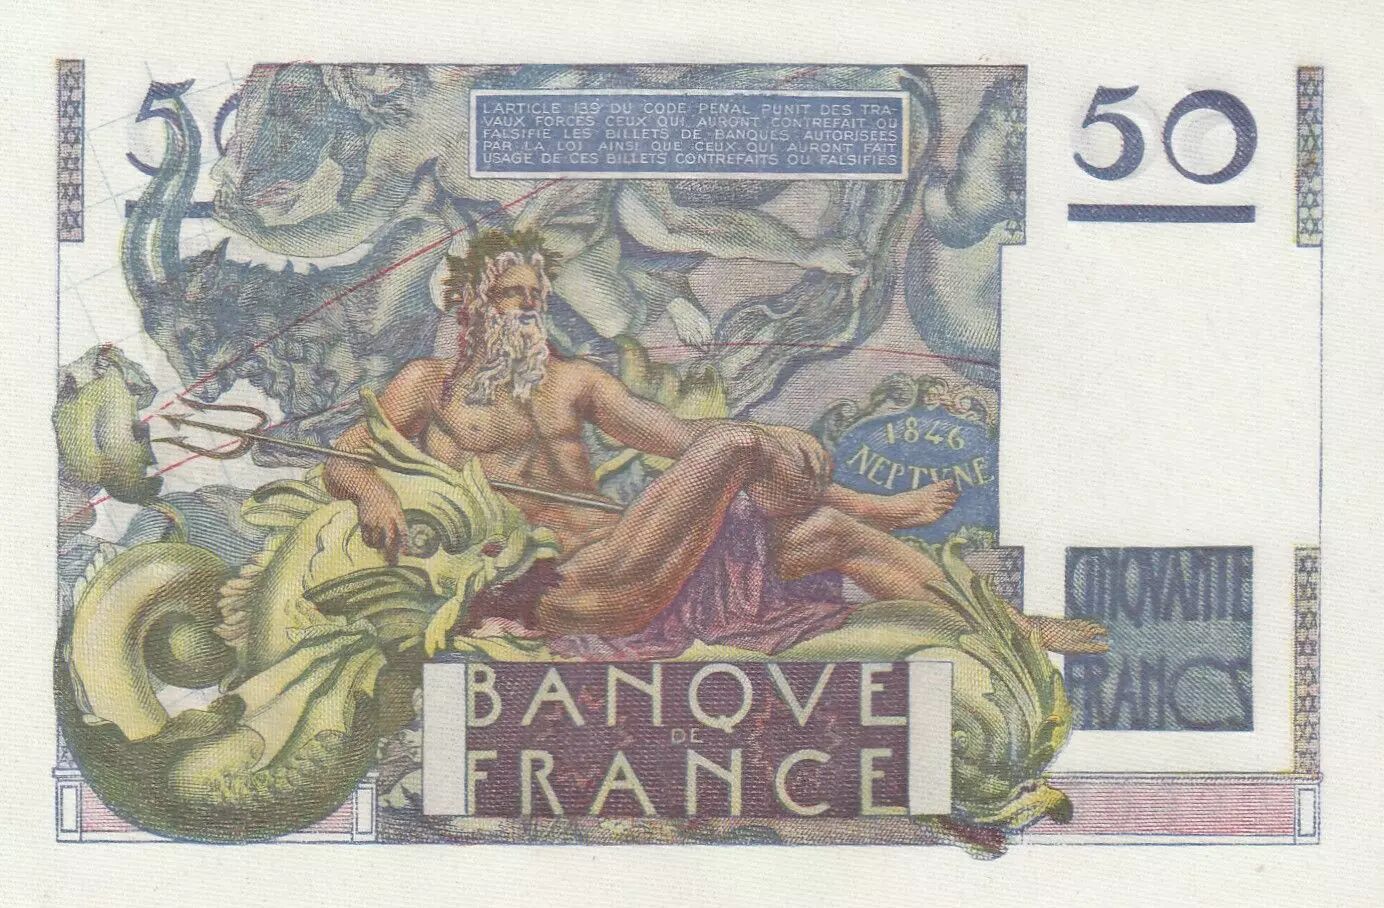 50
L'ARTICLE 139 DU CODE PENAL PUNIT DES TRA-
VAUX FORCES CEUX QUI AURONT CONTREFAIT OU
FALSIFIE LES BILLETS DE BANQUES AUTORISEES
PAR LA LOI AINSI QUE CEUX QUI AURONT FAIT
USAGE DE CES BILLETS CONTREFAITS OU FALSIFIES
50
1846
NEPTVNE
CINQVANTE
FRANCS
BANQVE
DE
FRANCE